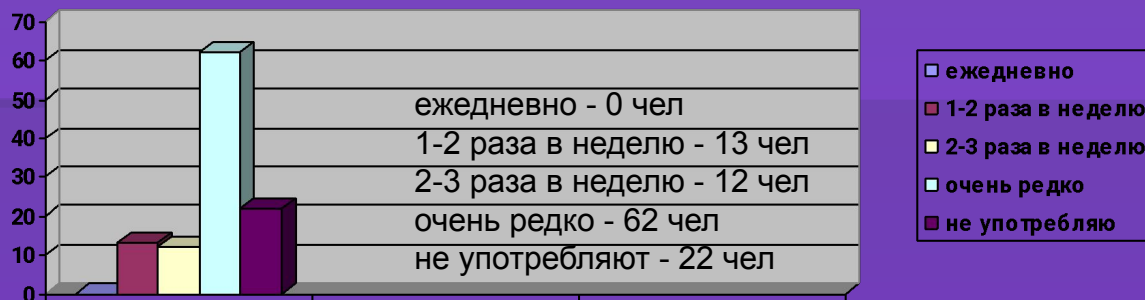 70
60
50
40
30
20
10
0
ежедневно - 0 чел
1-2 раза в неделю - 13 чел
2-3 раза в неделю - 12 чел
очень редко - 62 чел
не употребляют - 22 чел
ежедневно
1-2 раза в неделю
2-3 раза в неделю
очень редко
не употребляю